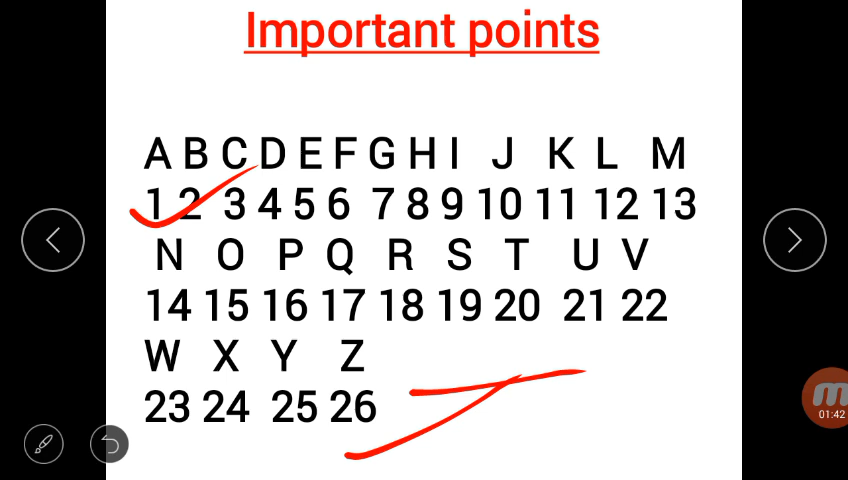 Important points
A B C D E F G H I J K L M
1 2 3 4 5 6 7 8 9 10 11 12 13
N O P Q R S T U V
14 15 16 17 18 19 20 21 22
W X Y Z
23 24 25 26
01:42